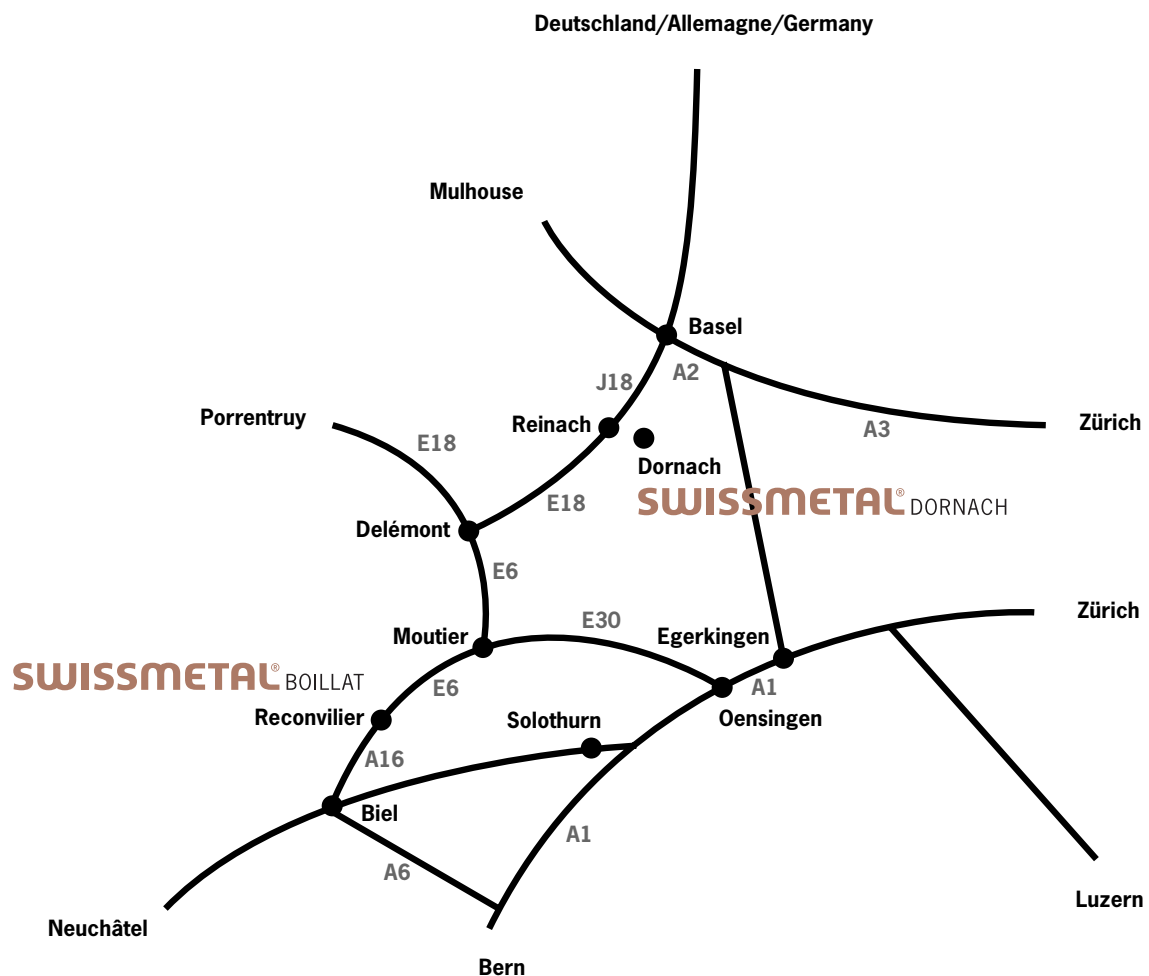 Deutschland/Allemagne/Germany
Mulhouse
Basel
A2
J18
Porrentruy
Reinach
Zürich
A3
E18
Dornach
SWISSMETAL® DORNACH
E18
Delémont
E6
Zürich
E30
Moutier
Egerkingen
SWISSMETAL® BOILLAT
E6
A1
Reconvilier
Solothurn
Oensingen
A16
Biel
A1
A6
Luzern
Neuchâtel
Bern